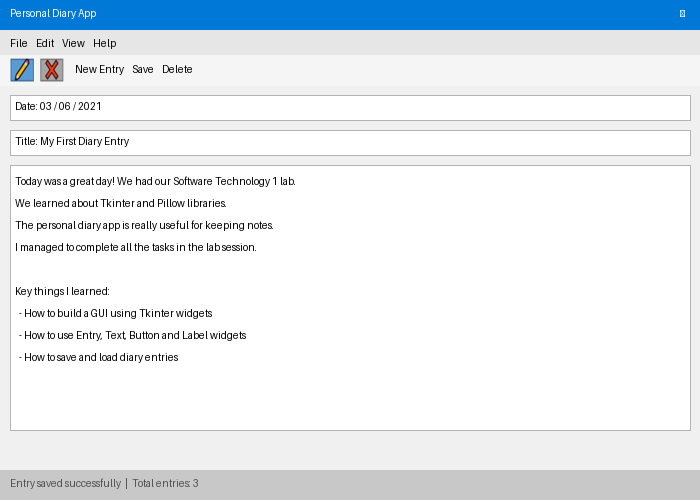 Personal Diary App
File Edit View Help
New Entry Save Delete
Date: 03 / 06 / 2021
Title: My First Diary Entry
Today was a great day! We had our Software Technology 1 lab.
We learned about Tkinter and Pillow libraries.
The personal diary app is really useful for keeping notes.
I managed to complete all the tasks in the lab session.
Key things I learned:
- How to build a GUI using Tkinter widgets
- How to use Entry, Text, Button and Label widgets
- How to save and load diary entries
Entry saved successfully | Total entries: 3